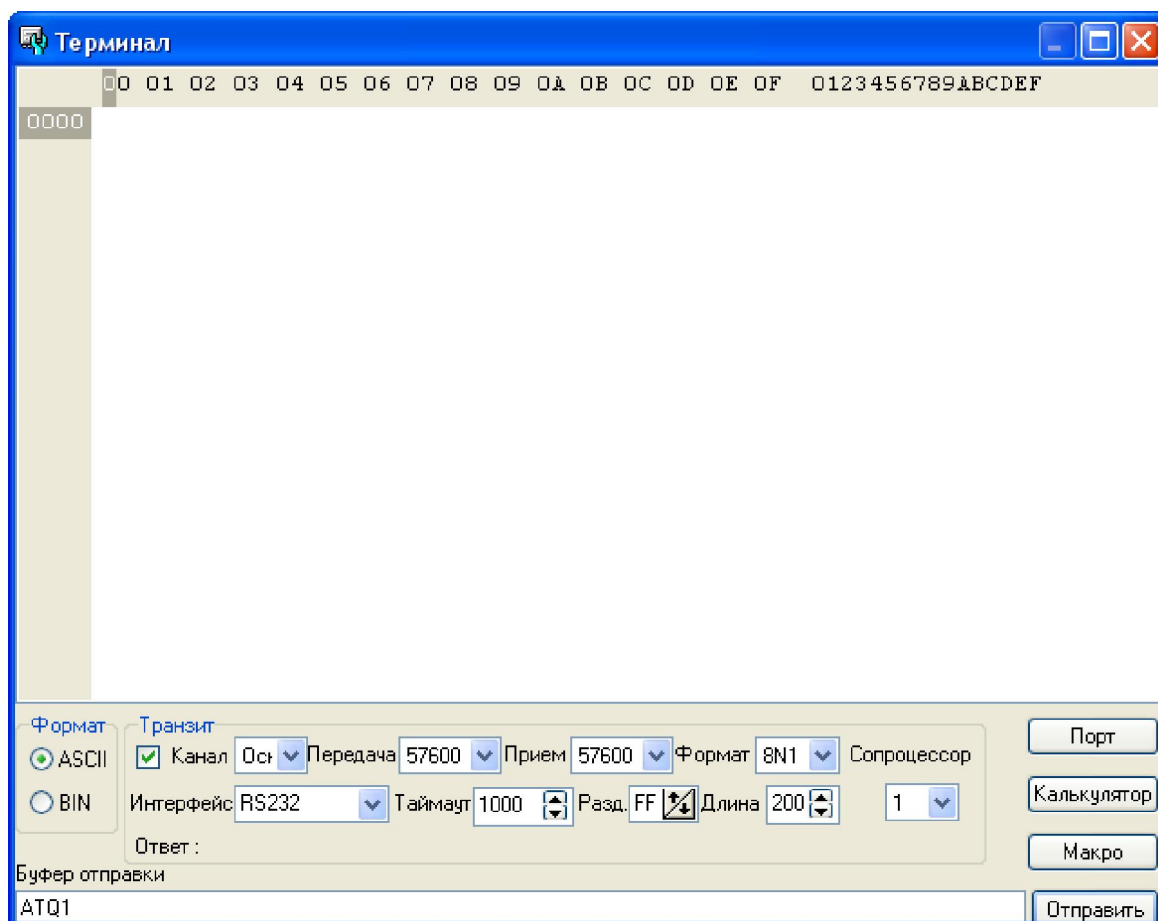 Терминал
00 01 02 03 04 05 06 07 08 09 0A 0B 0C 0D 0E 0F 0123456789ABCDEF
0000
Формат
Транзит
ASCII
Канал Осн Передача 57600 Прием 57600 Формат 8N1 Сопроцессор
Порт
BIN
Интерфейс RS232 Таймаут 1000 Разд. FF Длина 200 1
Калькулятор
Ответ :
Макро
Буфер отправки
ATQ1
Отправить